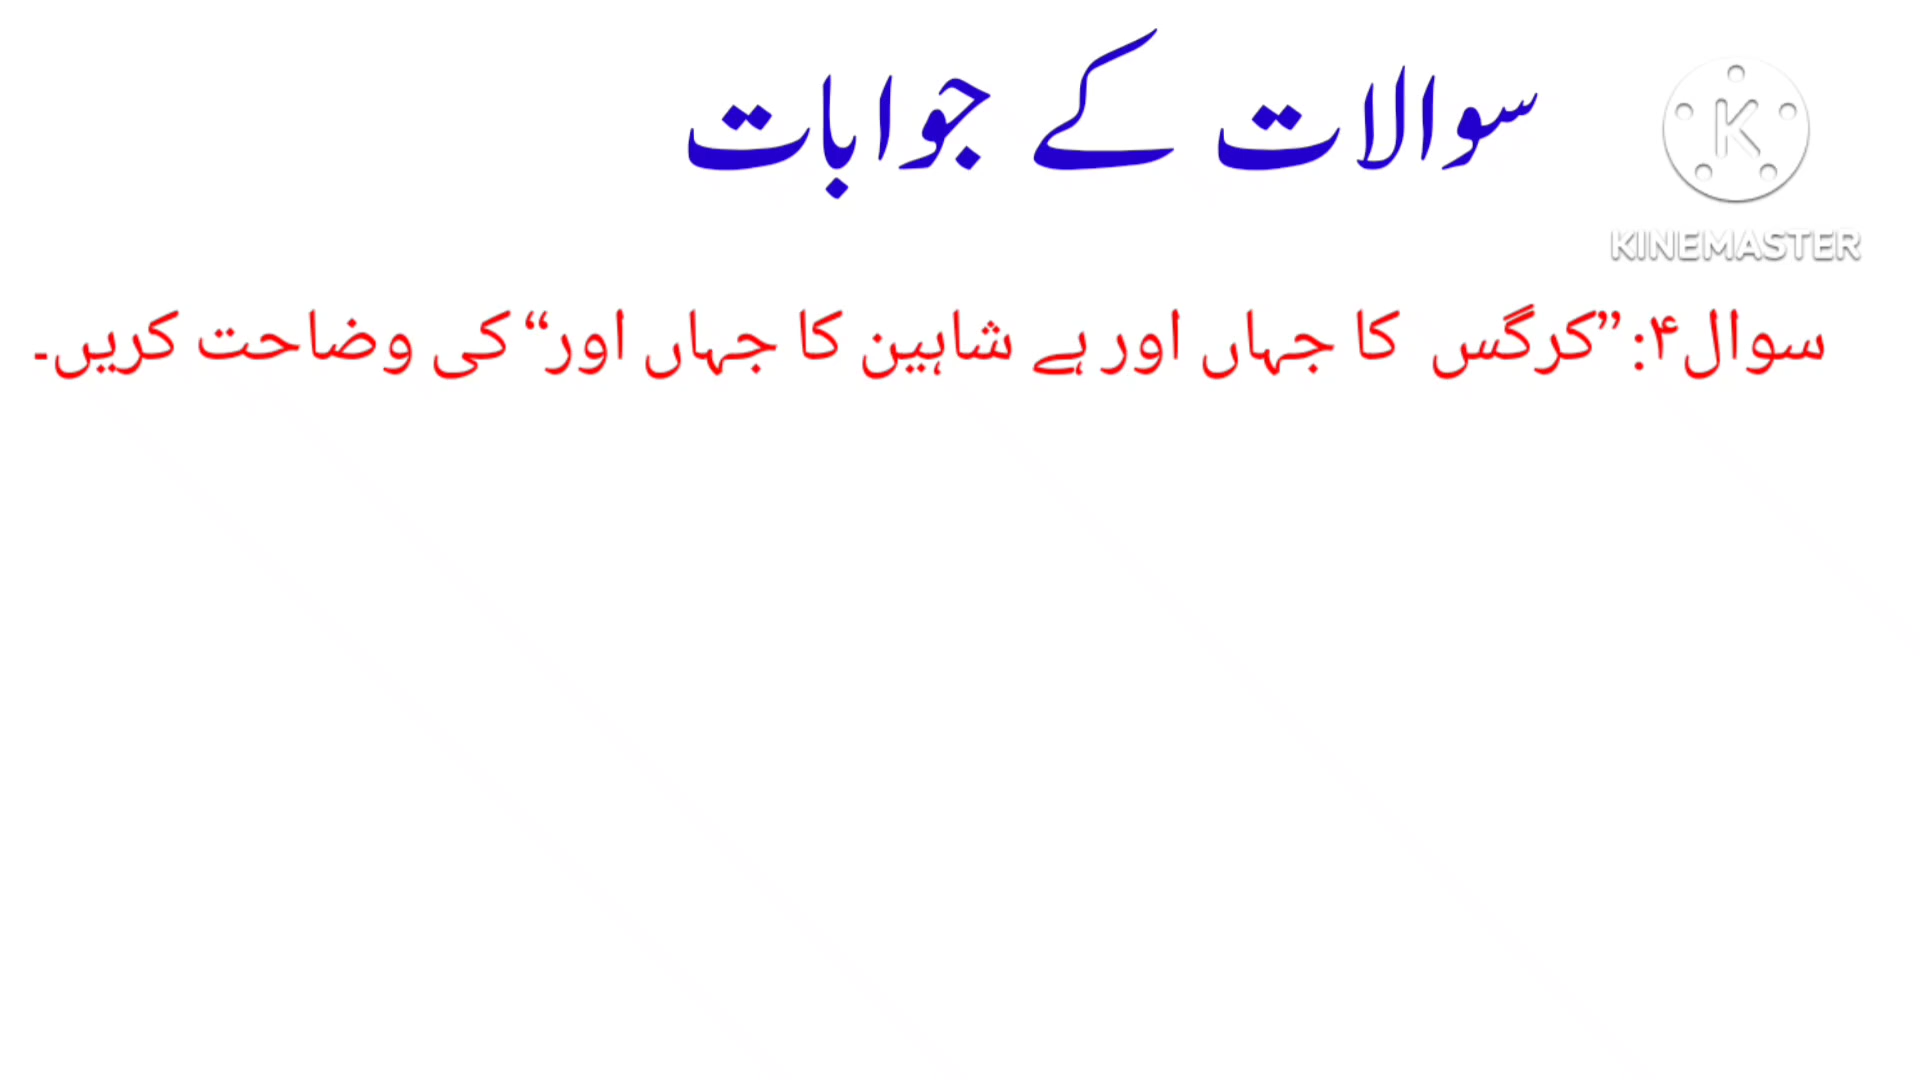 سوالات کے جوابات
KINEMASTER
سوال۴: ”کرگس کا جہاں اور ہے شاہین کا جہاں اور“ کی وضاحت کریں۔